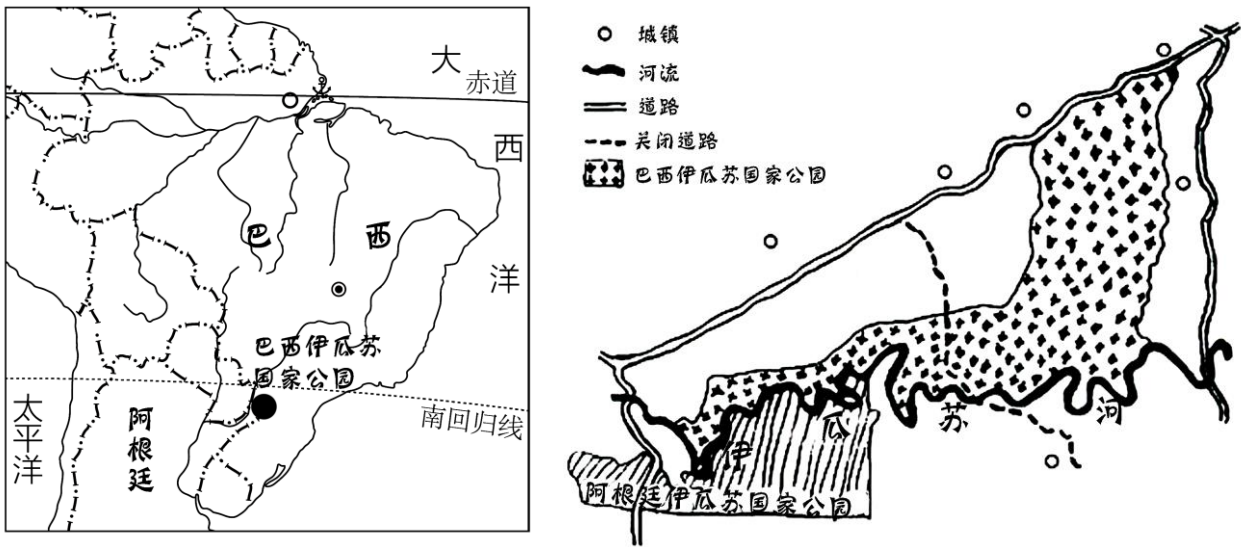 大
赤道
西
洋
巴
西
巴西伊瓜苏
国家公园
南回归线
太
平
洋
阿
根
廷
城镇
河流
道路
关闭道路
巴西伊瓜苏国家公园
伊
瓜
苏
河
阿根廷伊瓜苏国家公园